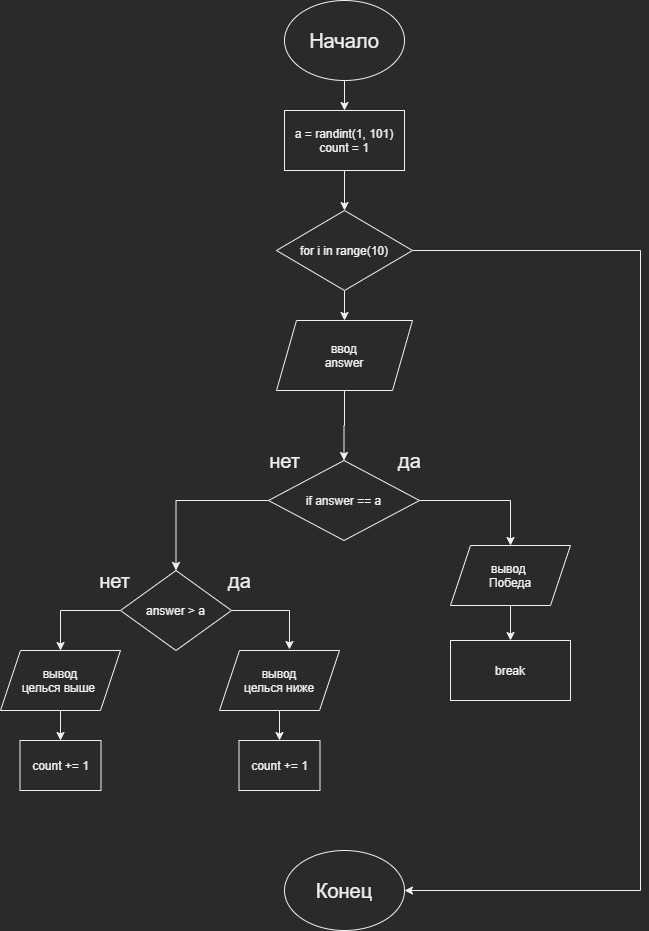 Начало
a = randint(1, 101)
count = 1
for i in range(10)
ввод
answer
нет
да
if answer == a
нет
да
answer > a
вывод
Победа
break
вывод
целься выше
вывод
целься ниже
count += 1
count += 1
Конец